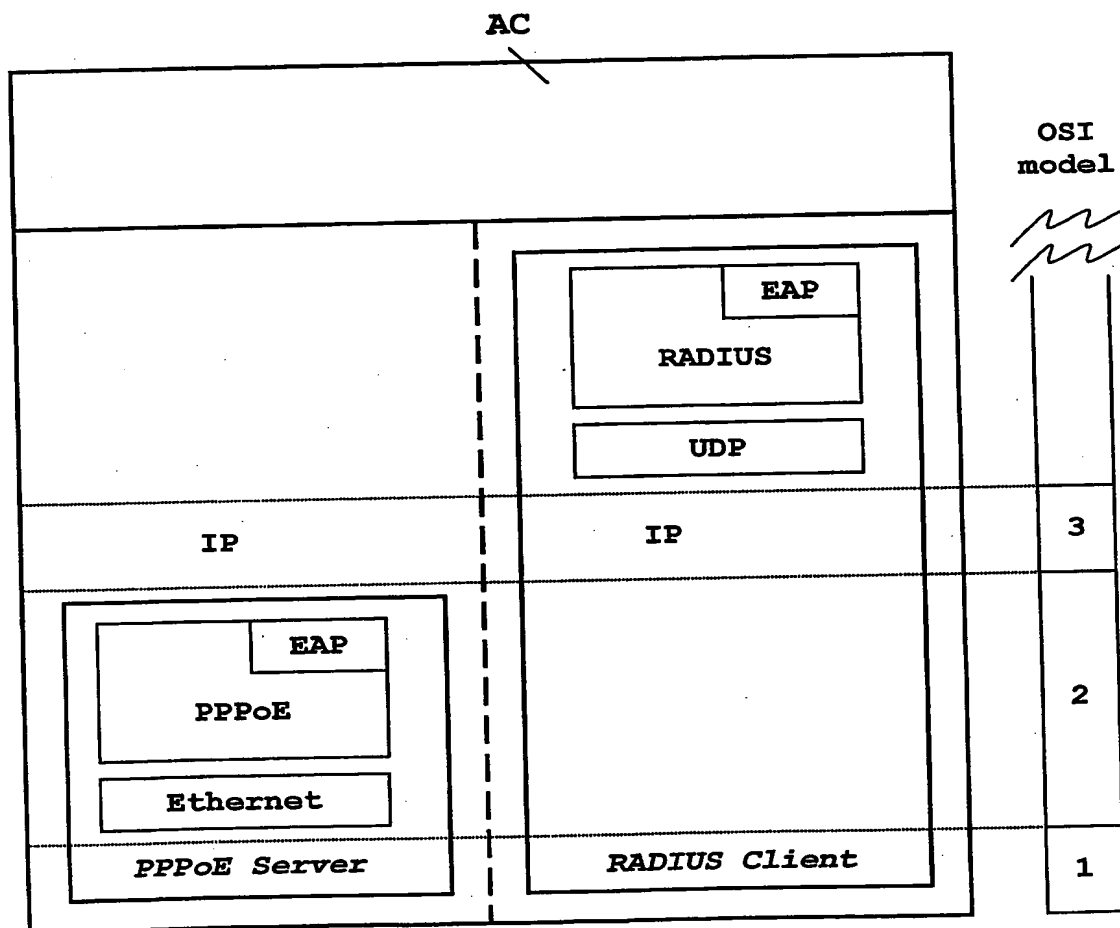 AC
OSI
model
EAP
RADIUS
UDP
IP
IP
3
EAP
PPPoE
2
Ethernet
PPPoE Server
RADIUS Client
1